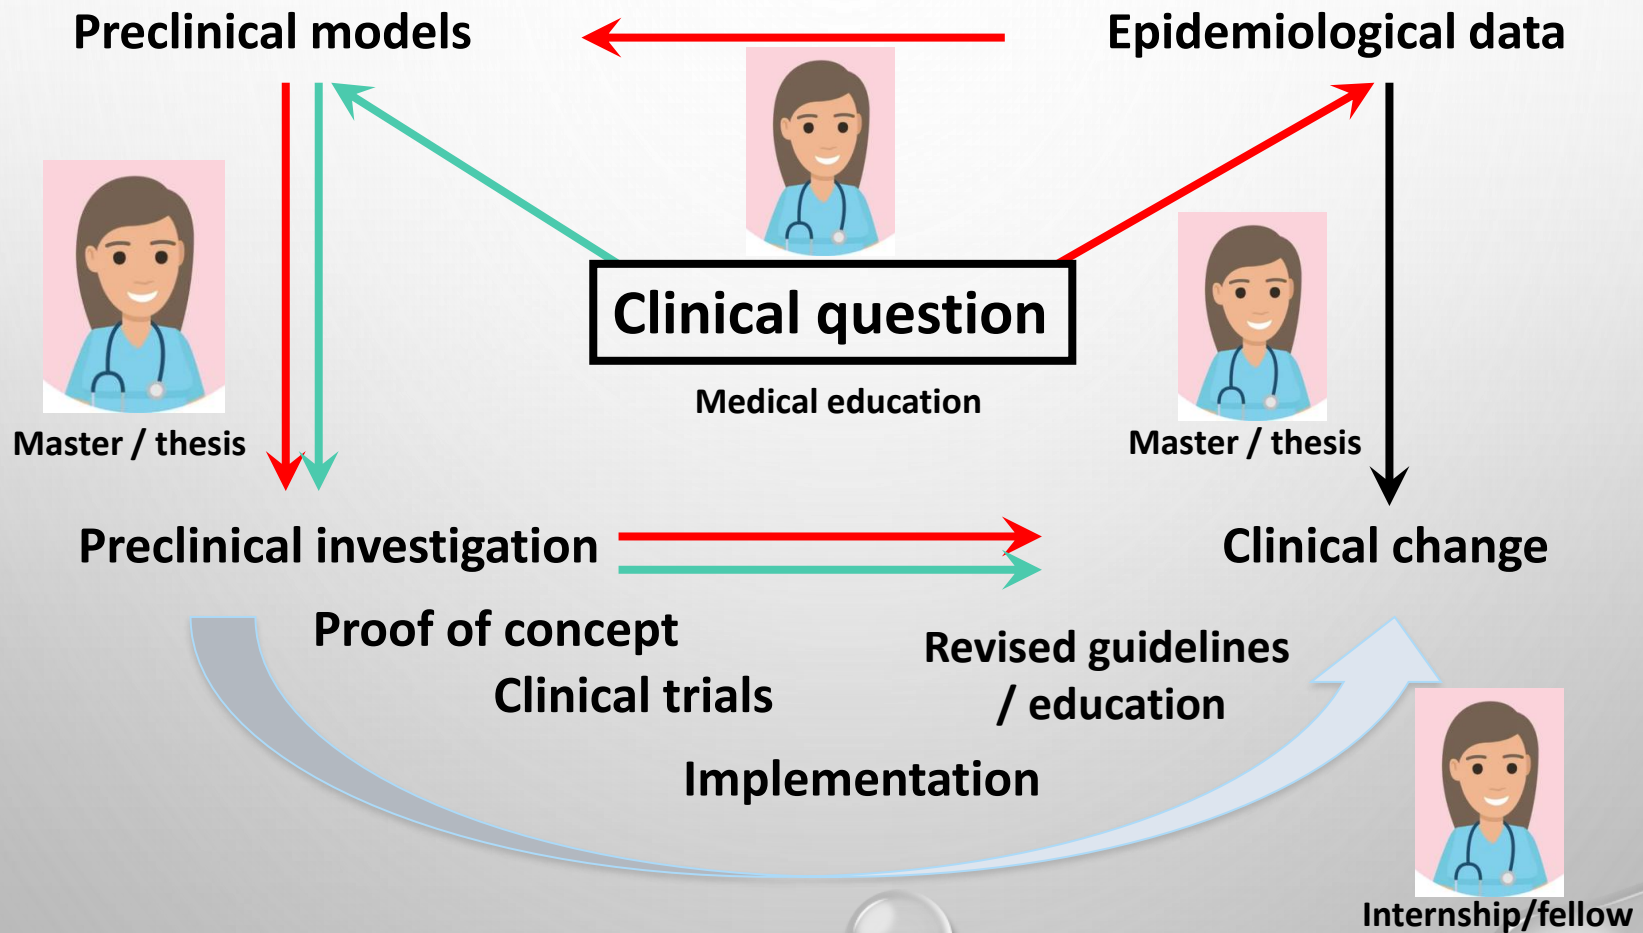 Preclinical models
Epidemiological data
Clinical question
Medical education
Master / thesis
Master / thesis
Preclinical investigation
Clinical change
Proof of concept
Clinical trials
Revised guidelines
/ education
Implementation
Internship/fellow